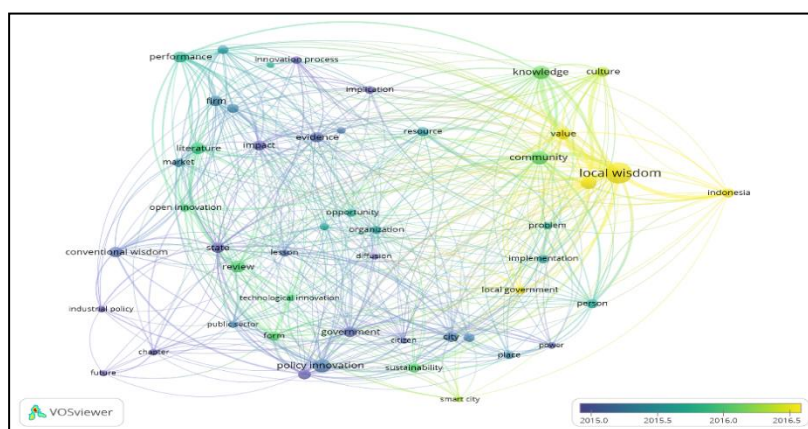 performance
innovation process
knowledge
culture
implication
firm
value
evidence
resource
impact
literature
market
community
local wisdom
indonesia
open innovation
opportunity
problem
organization
state
conventional wisdom
lesson
diffusion
implementation
review
technological innovation
local government
person
industrial policy
public sector
government
form
citizen
city
power
chapter
place
policy innovation
sustainability
future
smart city
VOSviewer
2015.0 2015.5 2016.0 2016.5